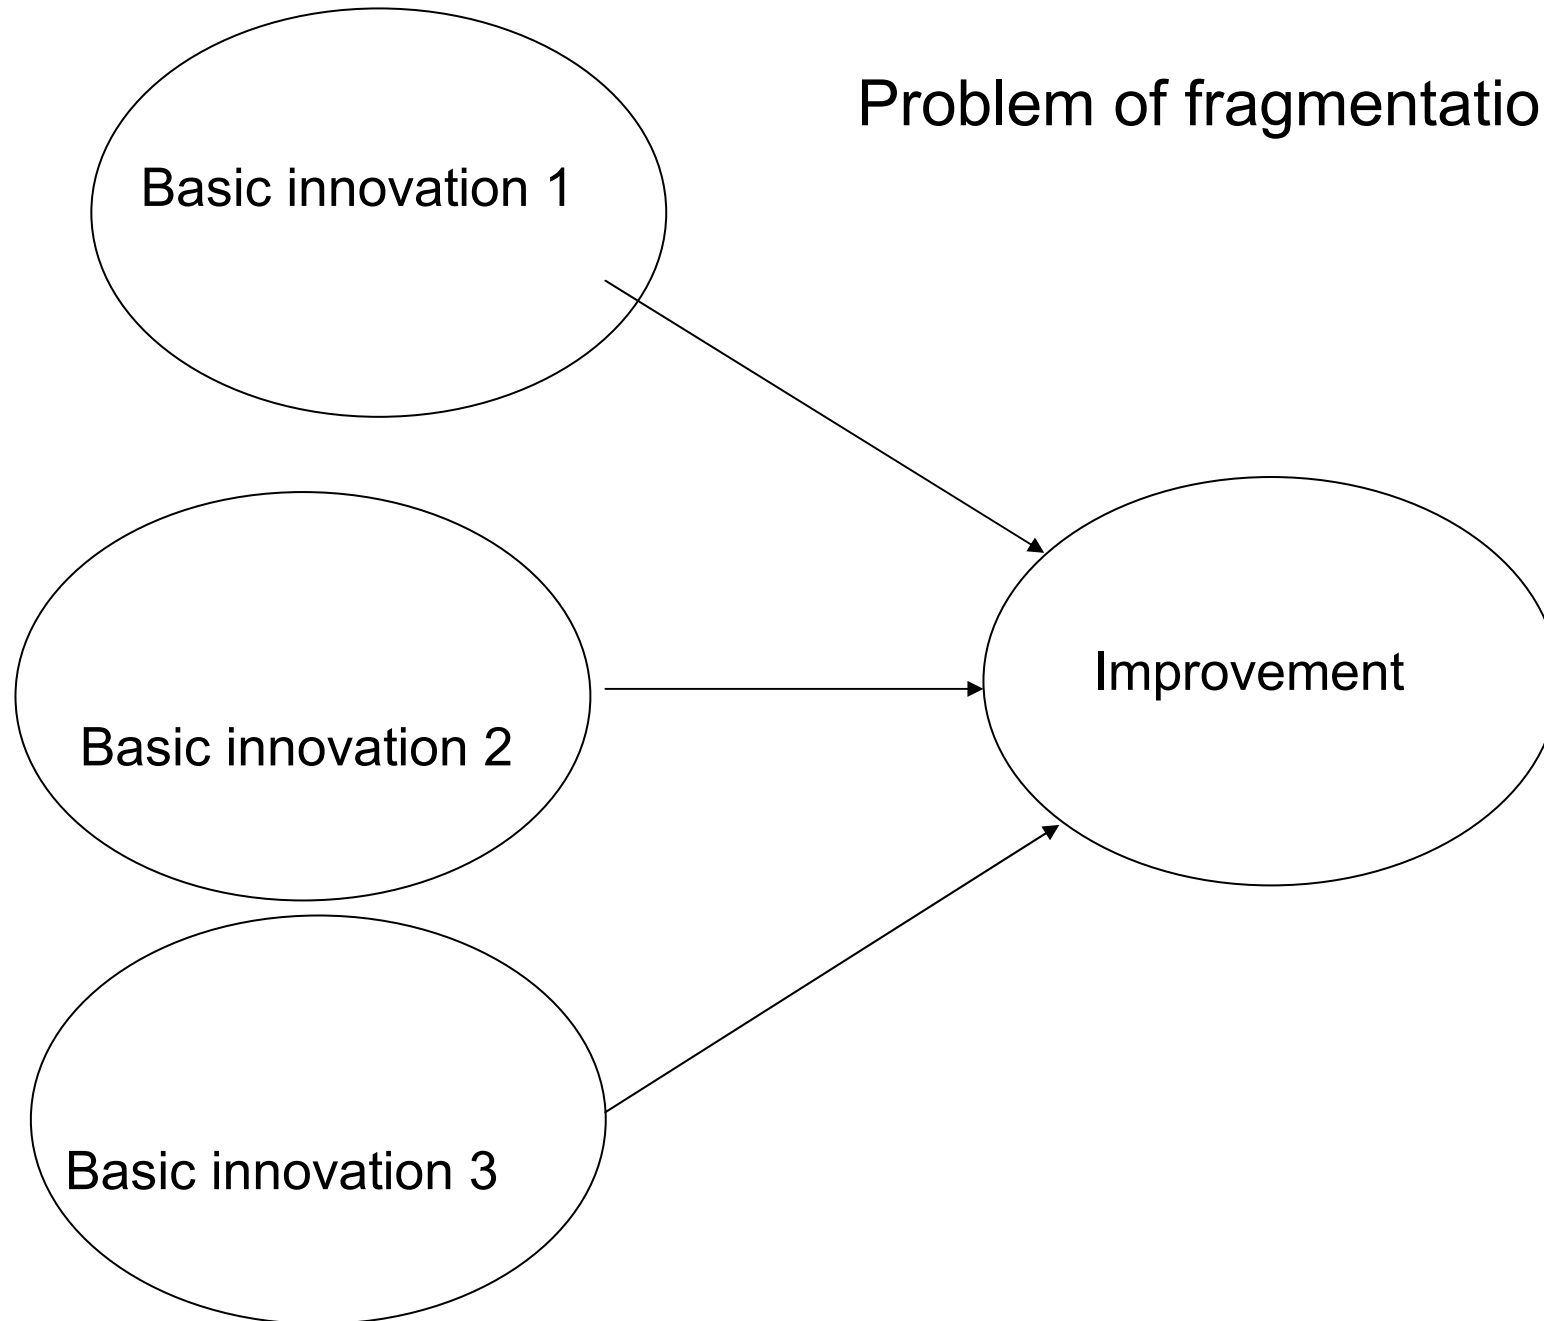 Problem of fragmentatio
Basic innovation 1
Improvement
Basic innovation 2
Basic innovation 3